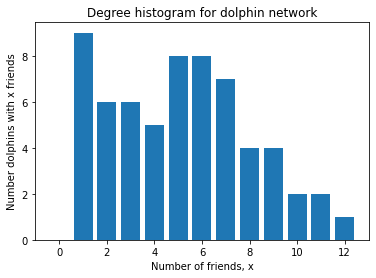 Degree histogram for dolphin network
Number dolphins with x friends
8
6
4
2
0
0 2 4 6 8 10 12
Number of friends, x